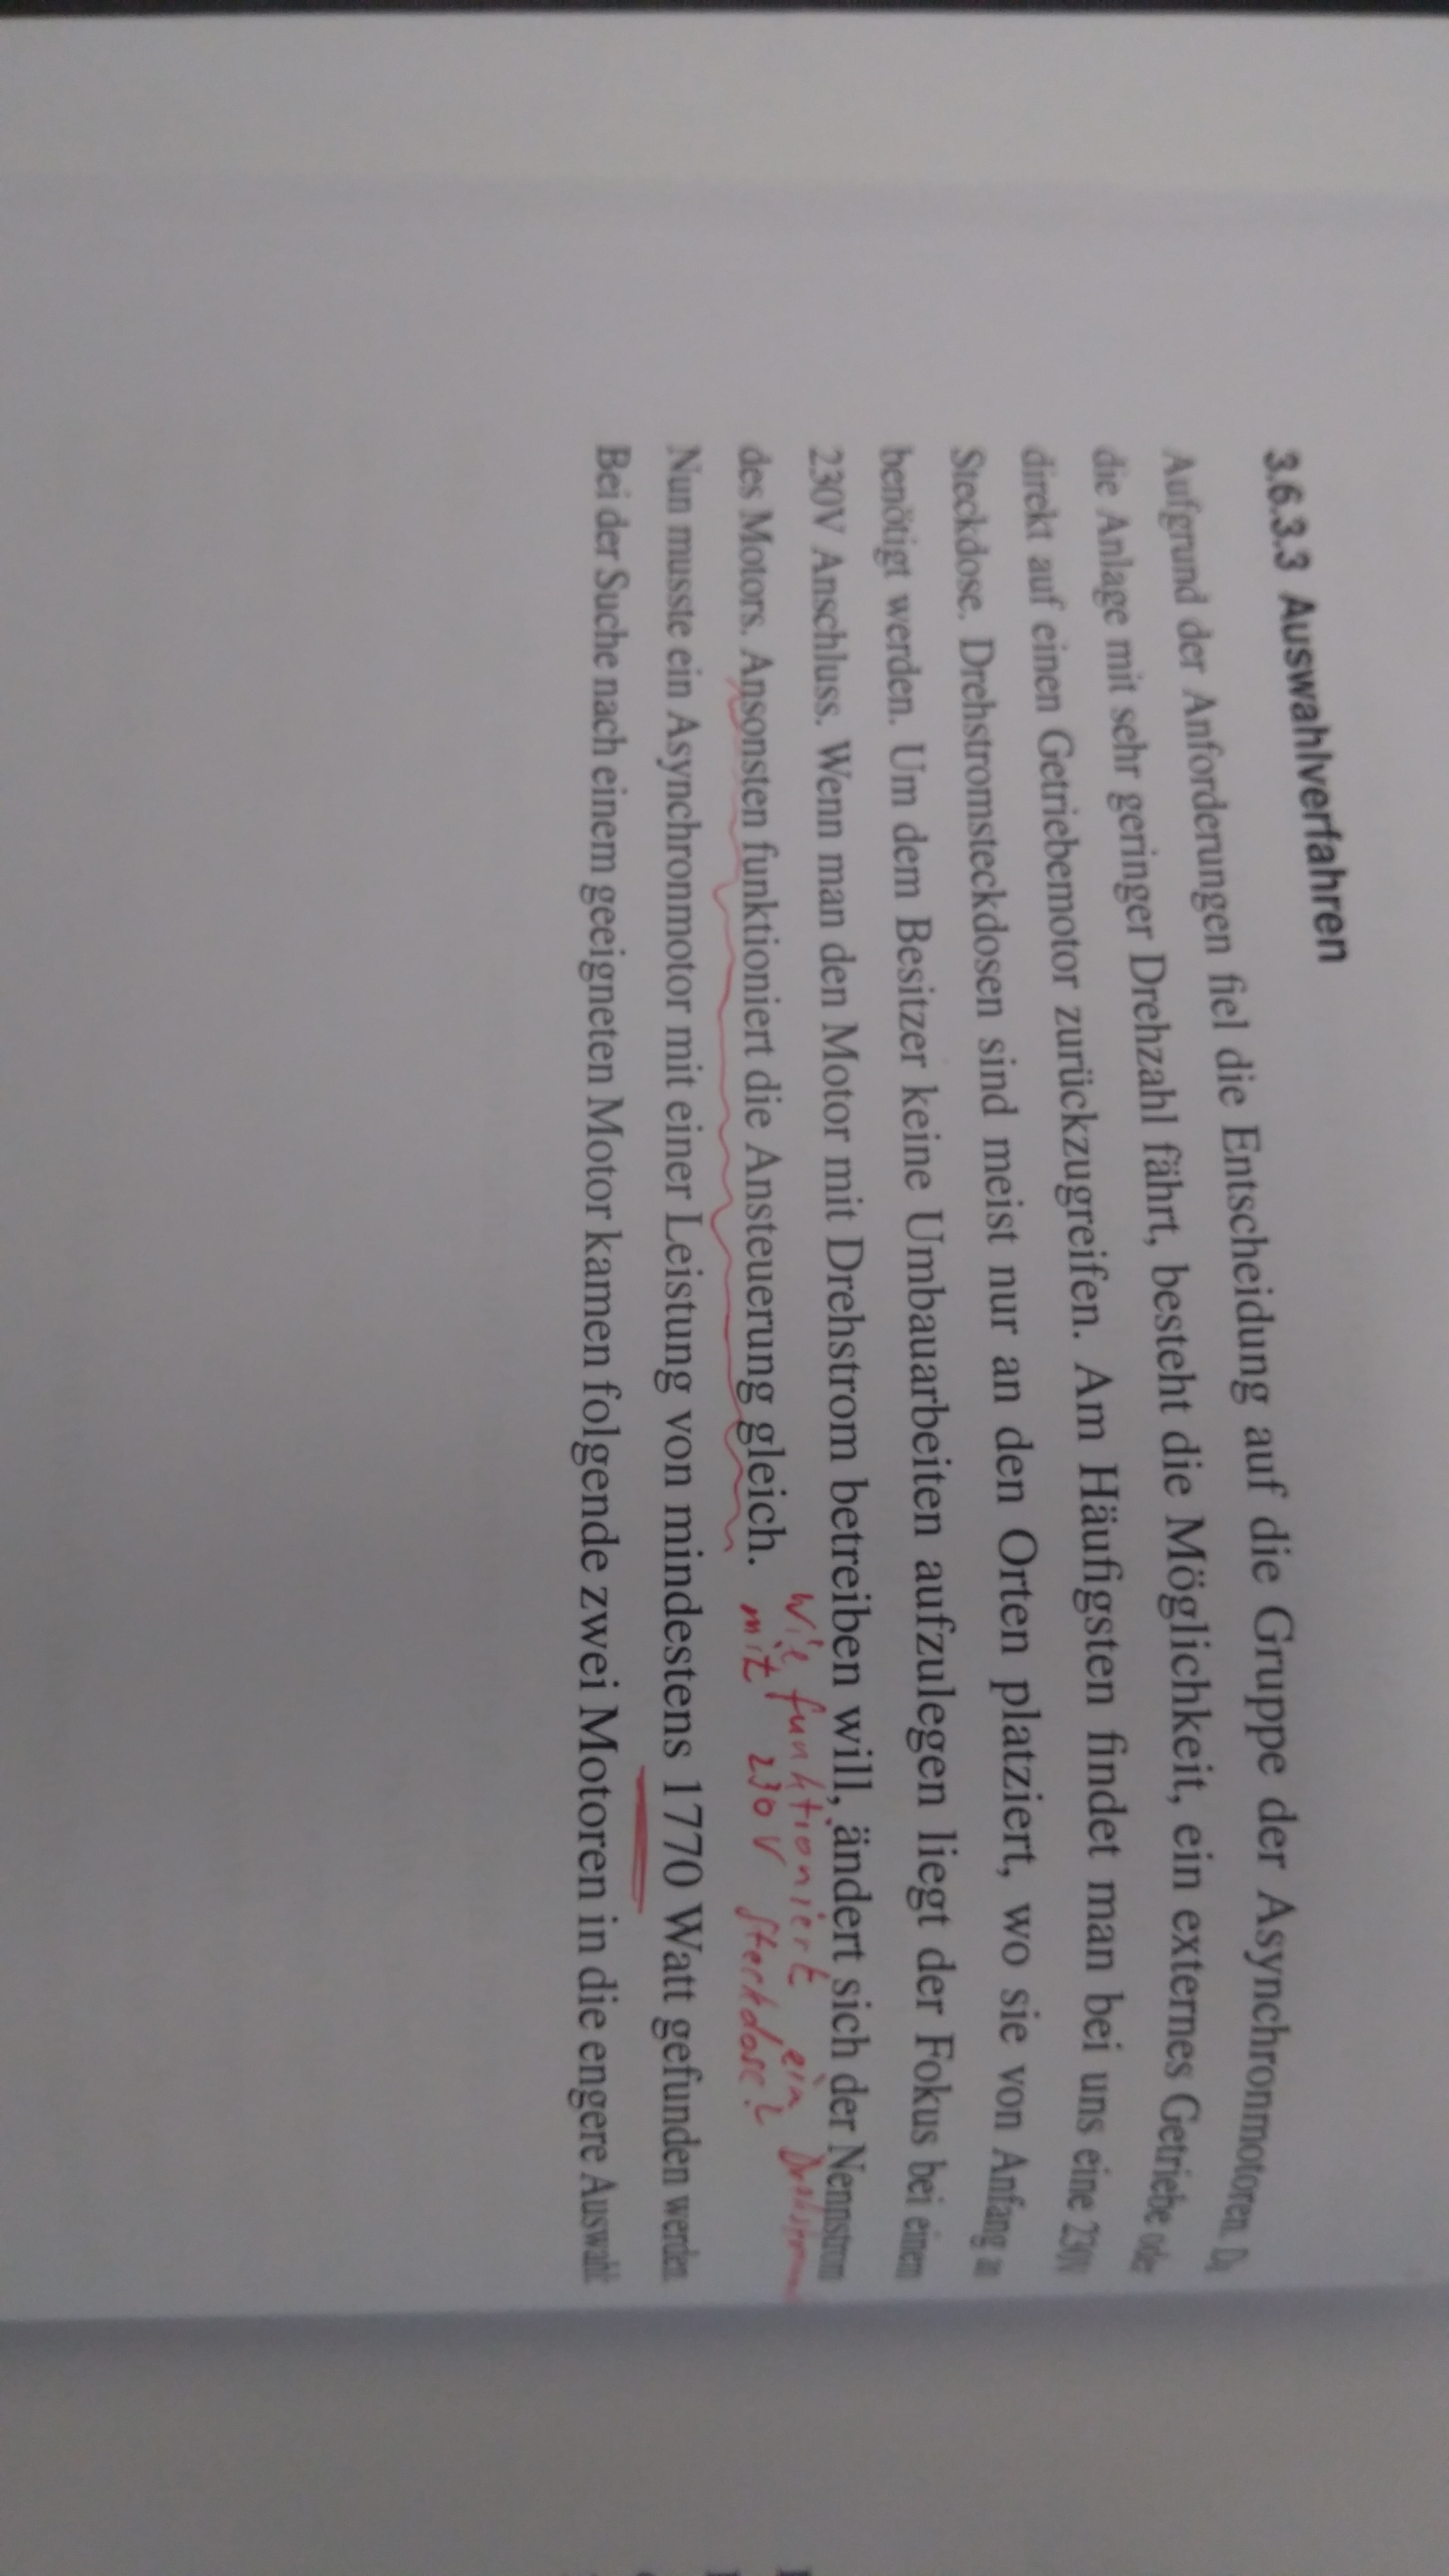 3.6.3.3 Auswahlverfahren
Aufgrund der Anforderungen fiel die Entscheidung auf die Gruppe der Asynchronmotoren. Da
die Anlage mit sehr geringer Drehzahl fährt, besteht die Möglichkeit, ein externes Getriebe oder
direkt auf einen Getriebemotor zurückzugreifen. Am Häufigsten findet man bei uns eine 230V
Steckdose. Drehstromsteckdosen sind meist nur an den Orten platziert, wo sie von Anfang an
benötigt werden. Um dem Besitzer keine Umbauarbeiten aufzulegen liegt der Fokus bei einem
230V Anschluss. Wenn man den Motor mit Drehstrom betreiben will, ändert sich der Nennstrom
des Motors. Ansonsten funktioniert die Ansteuerung gleich.
Wie funktioniert ein
mit 230V Steckdose?
Nun musste ein Asynchronmotor mit einer Leistung von mindestens 1770 Watt gefunden werden.
Bei der Suche nach einem geeigneten Motor kamen folgende zwei Motoren in die engere Auswahl: